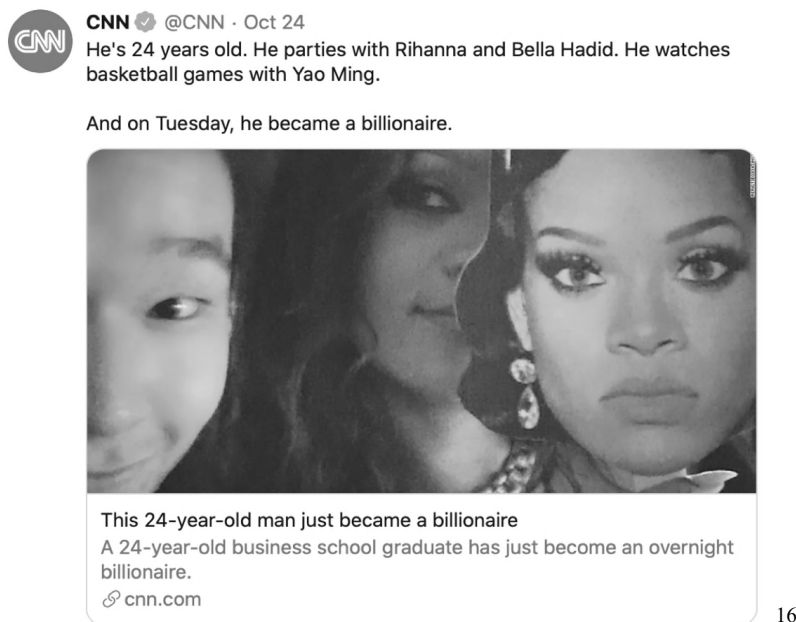 CNN
CNN @CNN · Oct 24
He's 24 years old. He parties with Rihanna and Bella Hadid. He watches
basketball games with Yao Ming.
And on Tuesday, he became a billionaire.
This 24-year-old man just became a billionaire
A 24-year-old business school graduate has just become an overnight
billionaire.
cnn.com
16